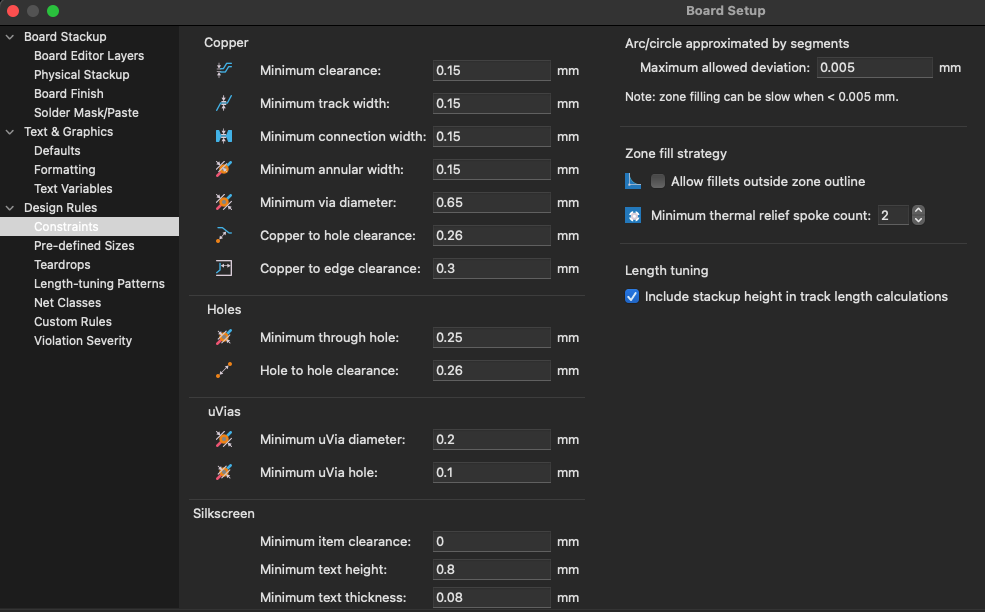 Board Setup
Board Stackup
Board Editor Layers
Physical Stackup
Board Finish
Solder Mask/Paste
Text & Graphics
Defaults
Formatting
Text Variables
Design Rules
Constraints
Pre-defined Sizes
Teardrops
Length-tuning Patterns
Net Classes
Custom Rules
Violation Severity
Copper
Minimum clearance: 0.15 mm
Minimum track width: 0.15 mm
Minimum connection width: 0.15 mm
Minimum annular width: 0.15 mm
Minimum via diameter: 0.65 mm
Copper to hole clearance: 0.26 mm
Copper to edge clearance: 0.3 mm
Holes
Minimum through hole: 0.25 mm
Hole to hole clearance: 0.26 mm
uVias
Minimum uVia diameter: 0.2 mm
Minimum uVia hole: 0.1 mm
Silkscreen
Minimum item clearance: 0 mm
Minimum text height: 0.8 mm
Minimum text thickness: 0.08 mm
Arc/circle approximated by segments
Maximum allowed deviation: 0.005 mm
Note: zone filling can be slow when < 0.005 mm.
Zone fill strategy
Allow fillets outside zone outline
Minimum thermal relief spoke count: 2
Length tuning
Include stackup height in track length calculations